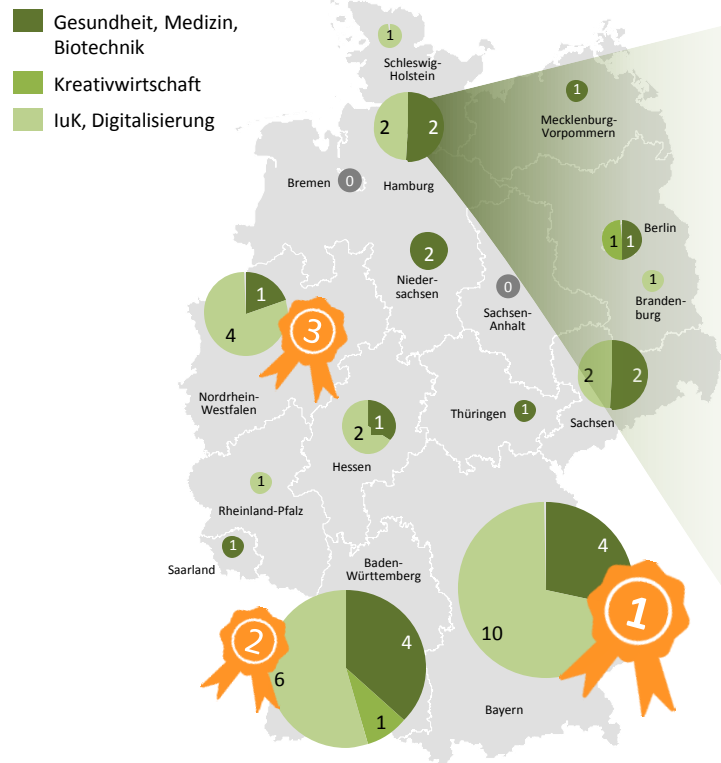 Gesundheit, Medizin,
Biotechnik
Kreativwirtschaft
IuK, Digitalisierung
1
Schleswig-
Holstein
1
Mecklenburg-
Vorpommern
2 2
Hamburg
Bremen 0
Berlin
1 1
2
Nieder-
sachsen
0
Sachsen-
Anhalt
1
Branden-
burg
1
4
3
Nordrhein-
Westfalen
2 2
Sachsen
Thüringen 1
1
2
Hessen
1
Rheinland-Pfalz
1
Saarland
Baden-
Württemberg
4
6
1
2
4
10
1
Bayern